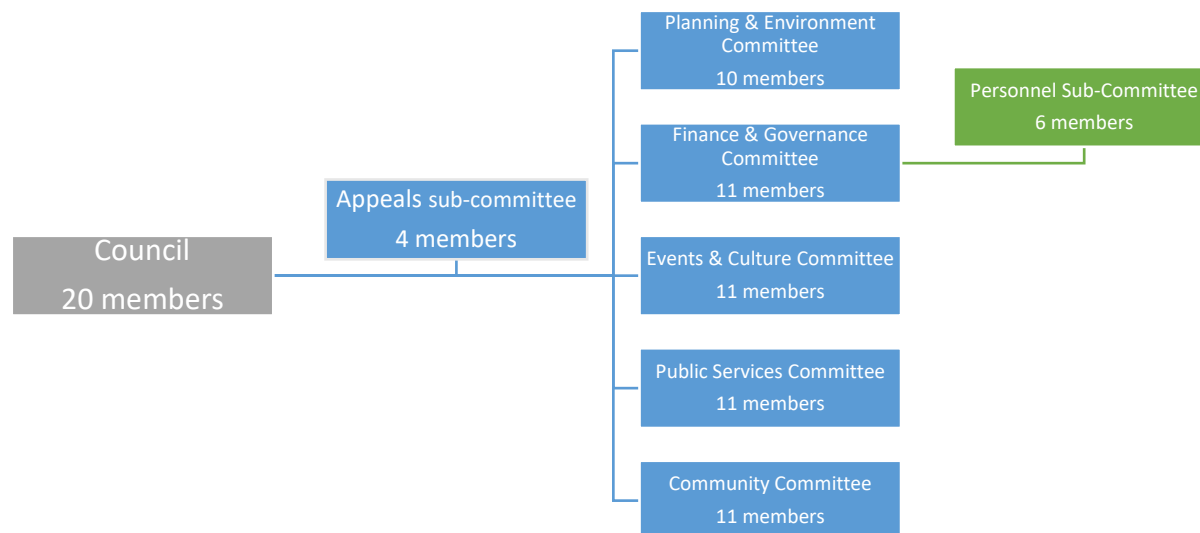 Council
20 members
Appeals sub-committee
4 members
Planning & Environment
Committee
10 members
Finance & Governance
Committee
11 members
Personnel Sub-Committee
6 members
Events & Culture Committee
11 members
Public Services Committee
11 members
Community Committee
11 members